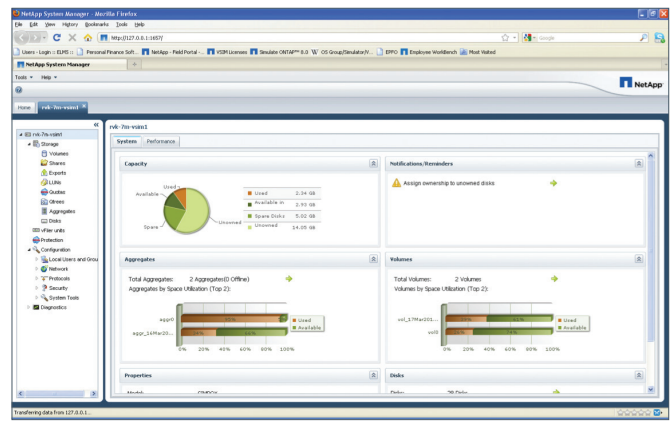 NetApp System Manager - Mozilla Firefox
File Edit View History Bookmarks Tools Help
http://127.0.0.1:1657/
Google
Users - Login :: ELMS :: Personal Finance Soft... NetApp - Field Portal -... VSIM Licenses Simulate ONTAP™ 8.0 OS Group/Simulator/V... EPFO Employee Workbench Most Visited
NetApp System Manager
Tools Help
NetApp
Home rvk-7m-vsim1
rvk-7m-vsim1
Storage
Volumes
Shares
Exports
LUNs
Quotas
Qtrees
Aggregates
Disks
vFiler units
Protection
Configuration
Local Users and Grou
Network
Protocols
Security
System Tools
Diagnostics
rvk-7m-vsim1
System Performance
Capacity
Used
Available
Spare
Unowned
Used 2.34 GB
Available in 2.93 GB
Spare Disks 5.02 GB
Unowned 14.05 GB
Notifications/Reminders
Assign ownership to unowned disks
Aggregates
Total Aggregates: 2 Aggregates(0 Offline)
Aggregates by Space Utilization (Top 2):
aggr0
aggr_16Mar20...
Used
Available
0% 20% 40% 60% 80% 100%
Volumes
Total Volumes: 2 Volumes
Volumes by Space Utilization (Top 2):
vol_17Mar201...
vol0
Used
Available
0% 20% 40% 60% 80% 100%
Properties
Disks
Transferring data from 127.0.0.1...